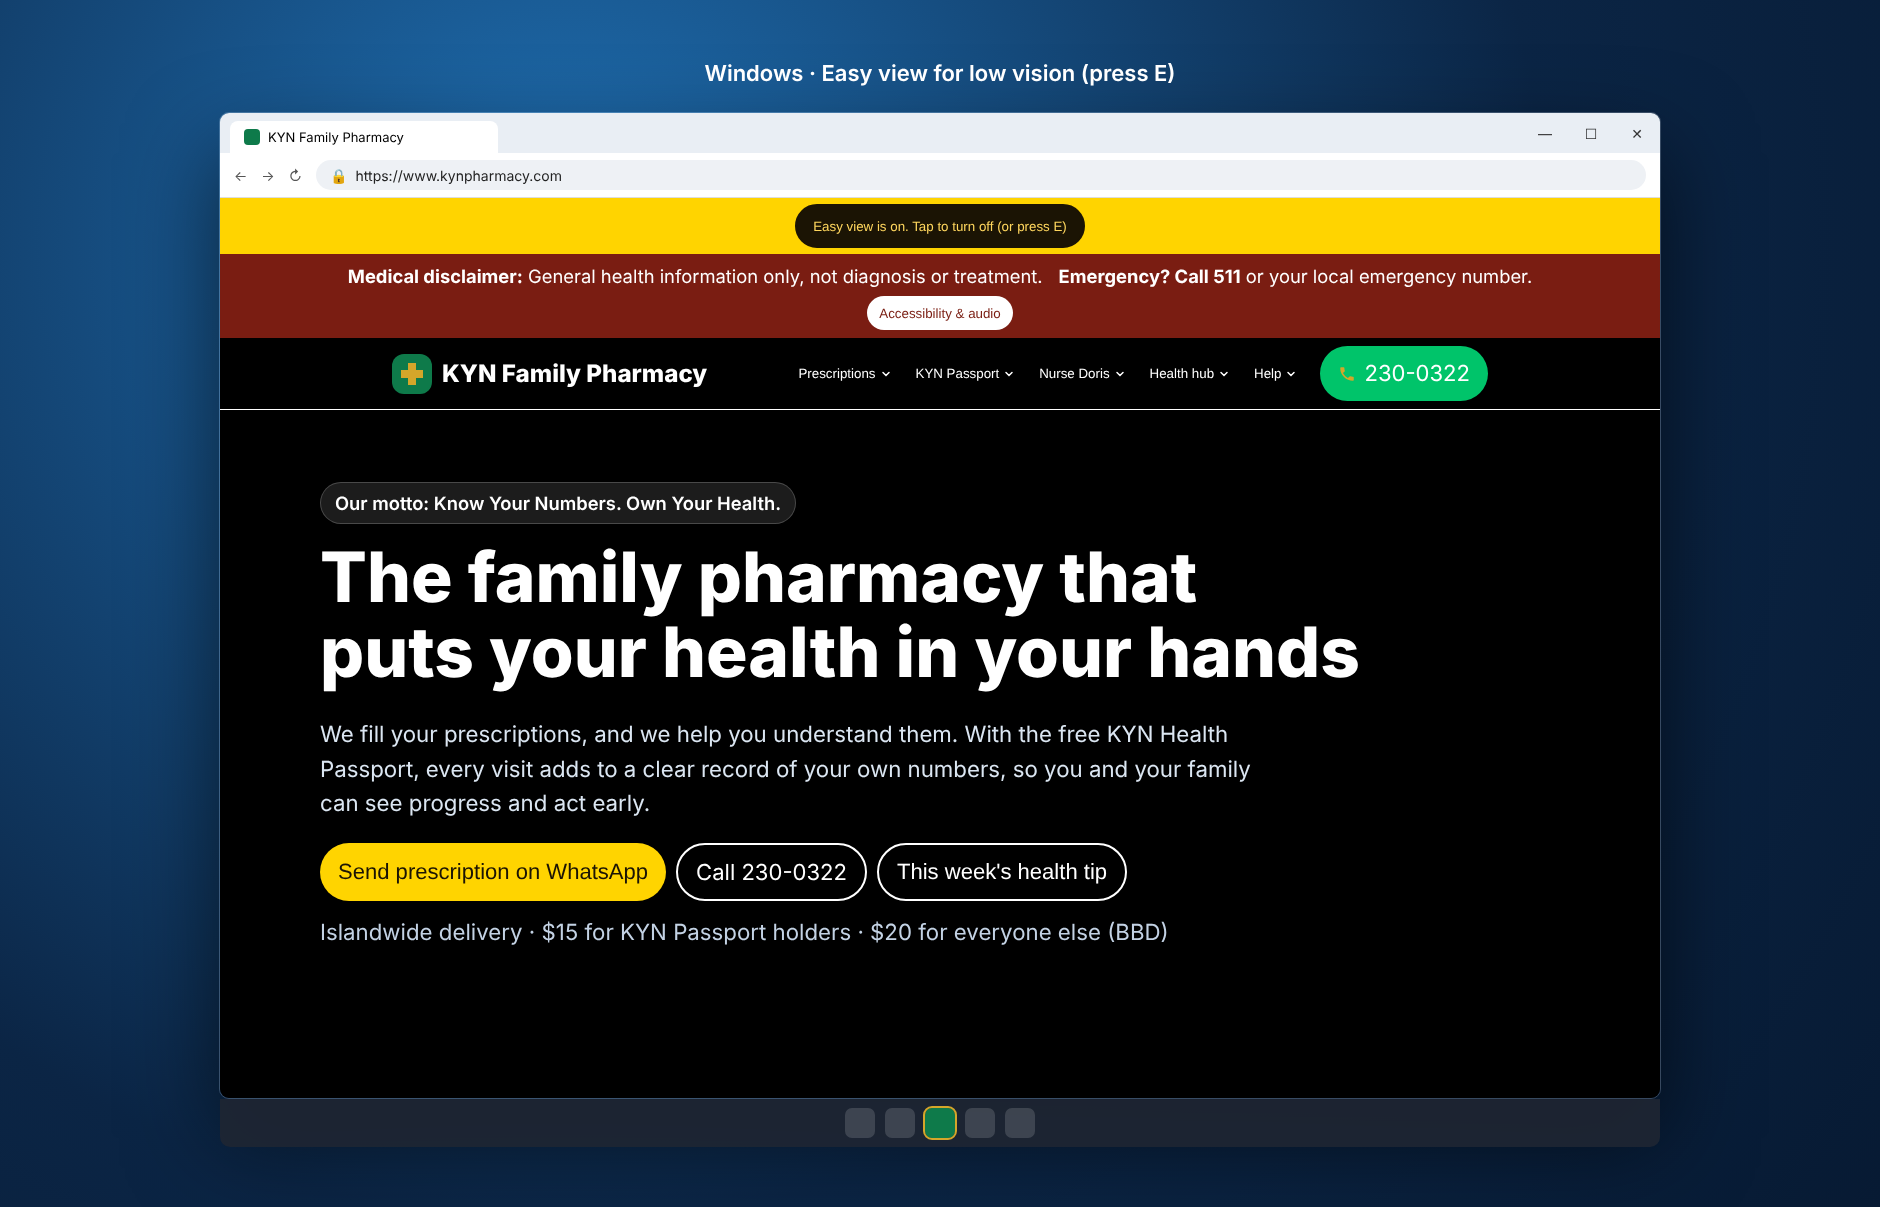 Windows · Easy view for low vision (press E)
KYN Family Pharmacy
https://www.kynpharmacy.com
Easy view is on. Tap to turn off (or press E)
Medical disclaimer: General health information only, not diagnosis or treatment. Emergency? Call 511 or your local emergency number.
Accessibility & audio
KYN Family Pharmacy
Prescriptions KYN Passport Nurse Doris Health hub Help 230-0322
Our motto: Know Your Numbers. Own Your Health.
The family pharmacy that
puts your health in your hands
We fill your prescriptions, and we help you understand them. With the free KYN Health
Passport, every visit adds to a clear record of your own numbers, so you and your family
can see progress and act early.
Send prescription on WhatsApp Call 230-0322 This week's health tip
Islandwide delivery · $15 for KYN Passport holders · $20 for everyone else (BBD)